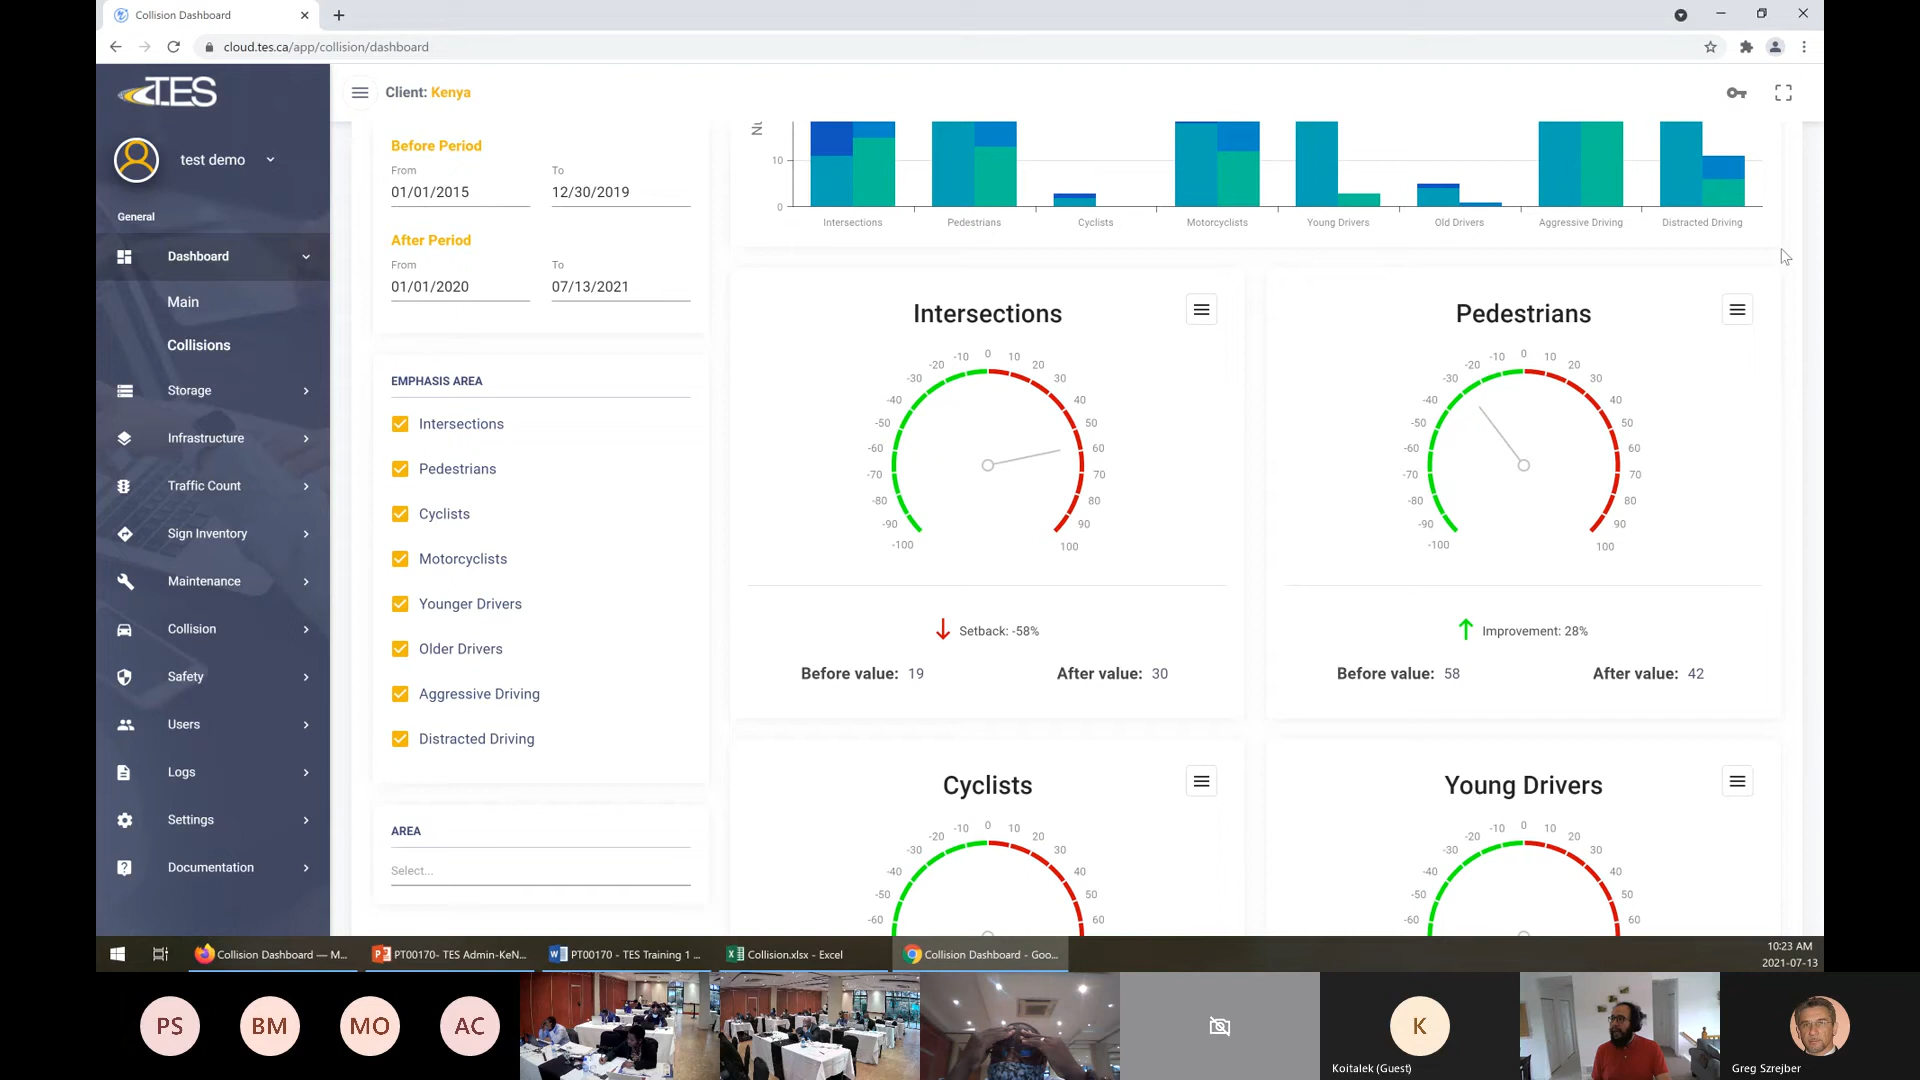 Collision Dashboard
cloud.tes.ca/app/collision/dashboard
TES
Client: Kenya
test demo
General
Dashboard
Main
Collisions
Storage
Infrastructure
Traffic Count
Sign Inventory
Maintenance
Collision
Safety
Users
Logs
Settings
Documentation
Before Period
From
To
01/01/2015
12/30/2019
After Period
From
To
01/01/2020
07/13/2021
EMPHASIS AREA
Intersections
Pedestrians
Cyclists
Motorcyclists
Younger Drivers
Older Drivers
Aggressive Driving
Distracted Driving
AREA
Select...
10
0
Intersections
Pedestrians
Cyclists
Motorcyclists
Young Drivers
Old Drivers
Aggressive Driving
Distracted Driving
Intersections
-100 -90 -80 -70 -60 -50 -40 -30 -20 -10 0 10 20 30 40 50 60 70 80 90 100
Setback: -58%
Before value: 19
After value: 30
Pedestrians
-100 -90 -80 -70 -60 -50 -40 -30 -20 -10 0 10 20 30 40 50 60 70 80 90 100
Improvement: 28%
Before value: 58
After value: 42
Cyclists
-60 -50 -40 -30 -20 -10 0 10 20 30 40 50 60
Young Drivers
-60 -50 -40 -30 -20 -10 0 10 20 30 40 50 60
Collision Dashboard — M...
PT00170- TES Admin-KeN...
PT00170 - TES Training 1 ...
Collision.xlsx - Excel
Collision Dashboard - Goo...
10:23 AM
2021-07-13
PS
BM
MO
AC
K
Koitalek (Guest)
Greg Szrejber